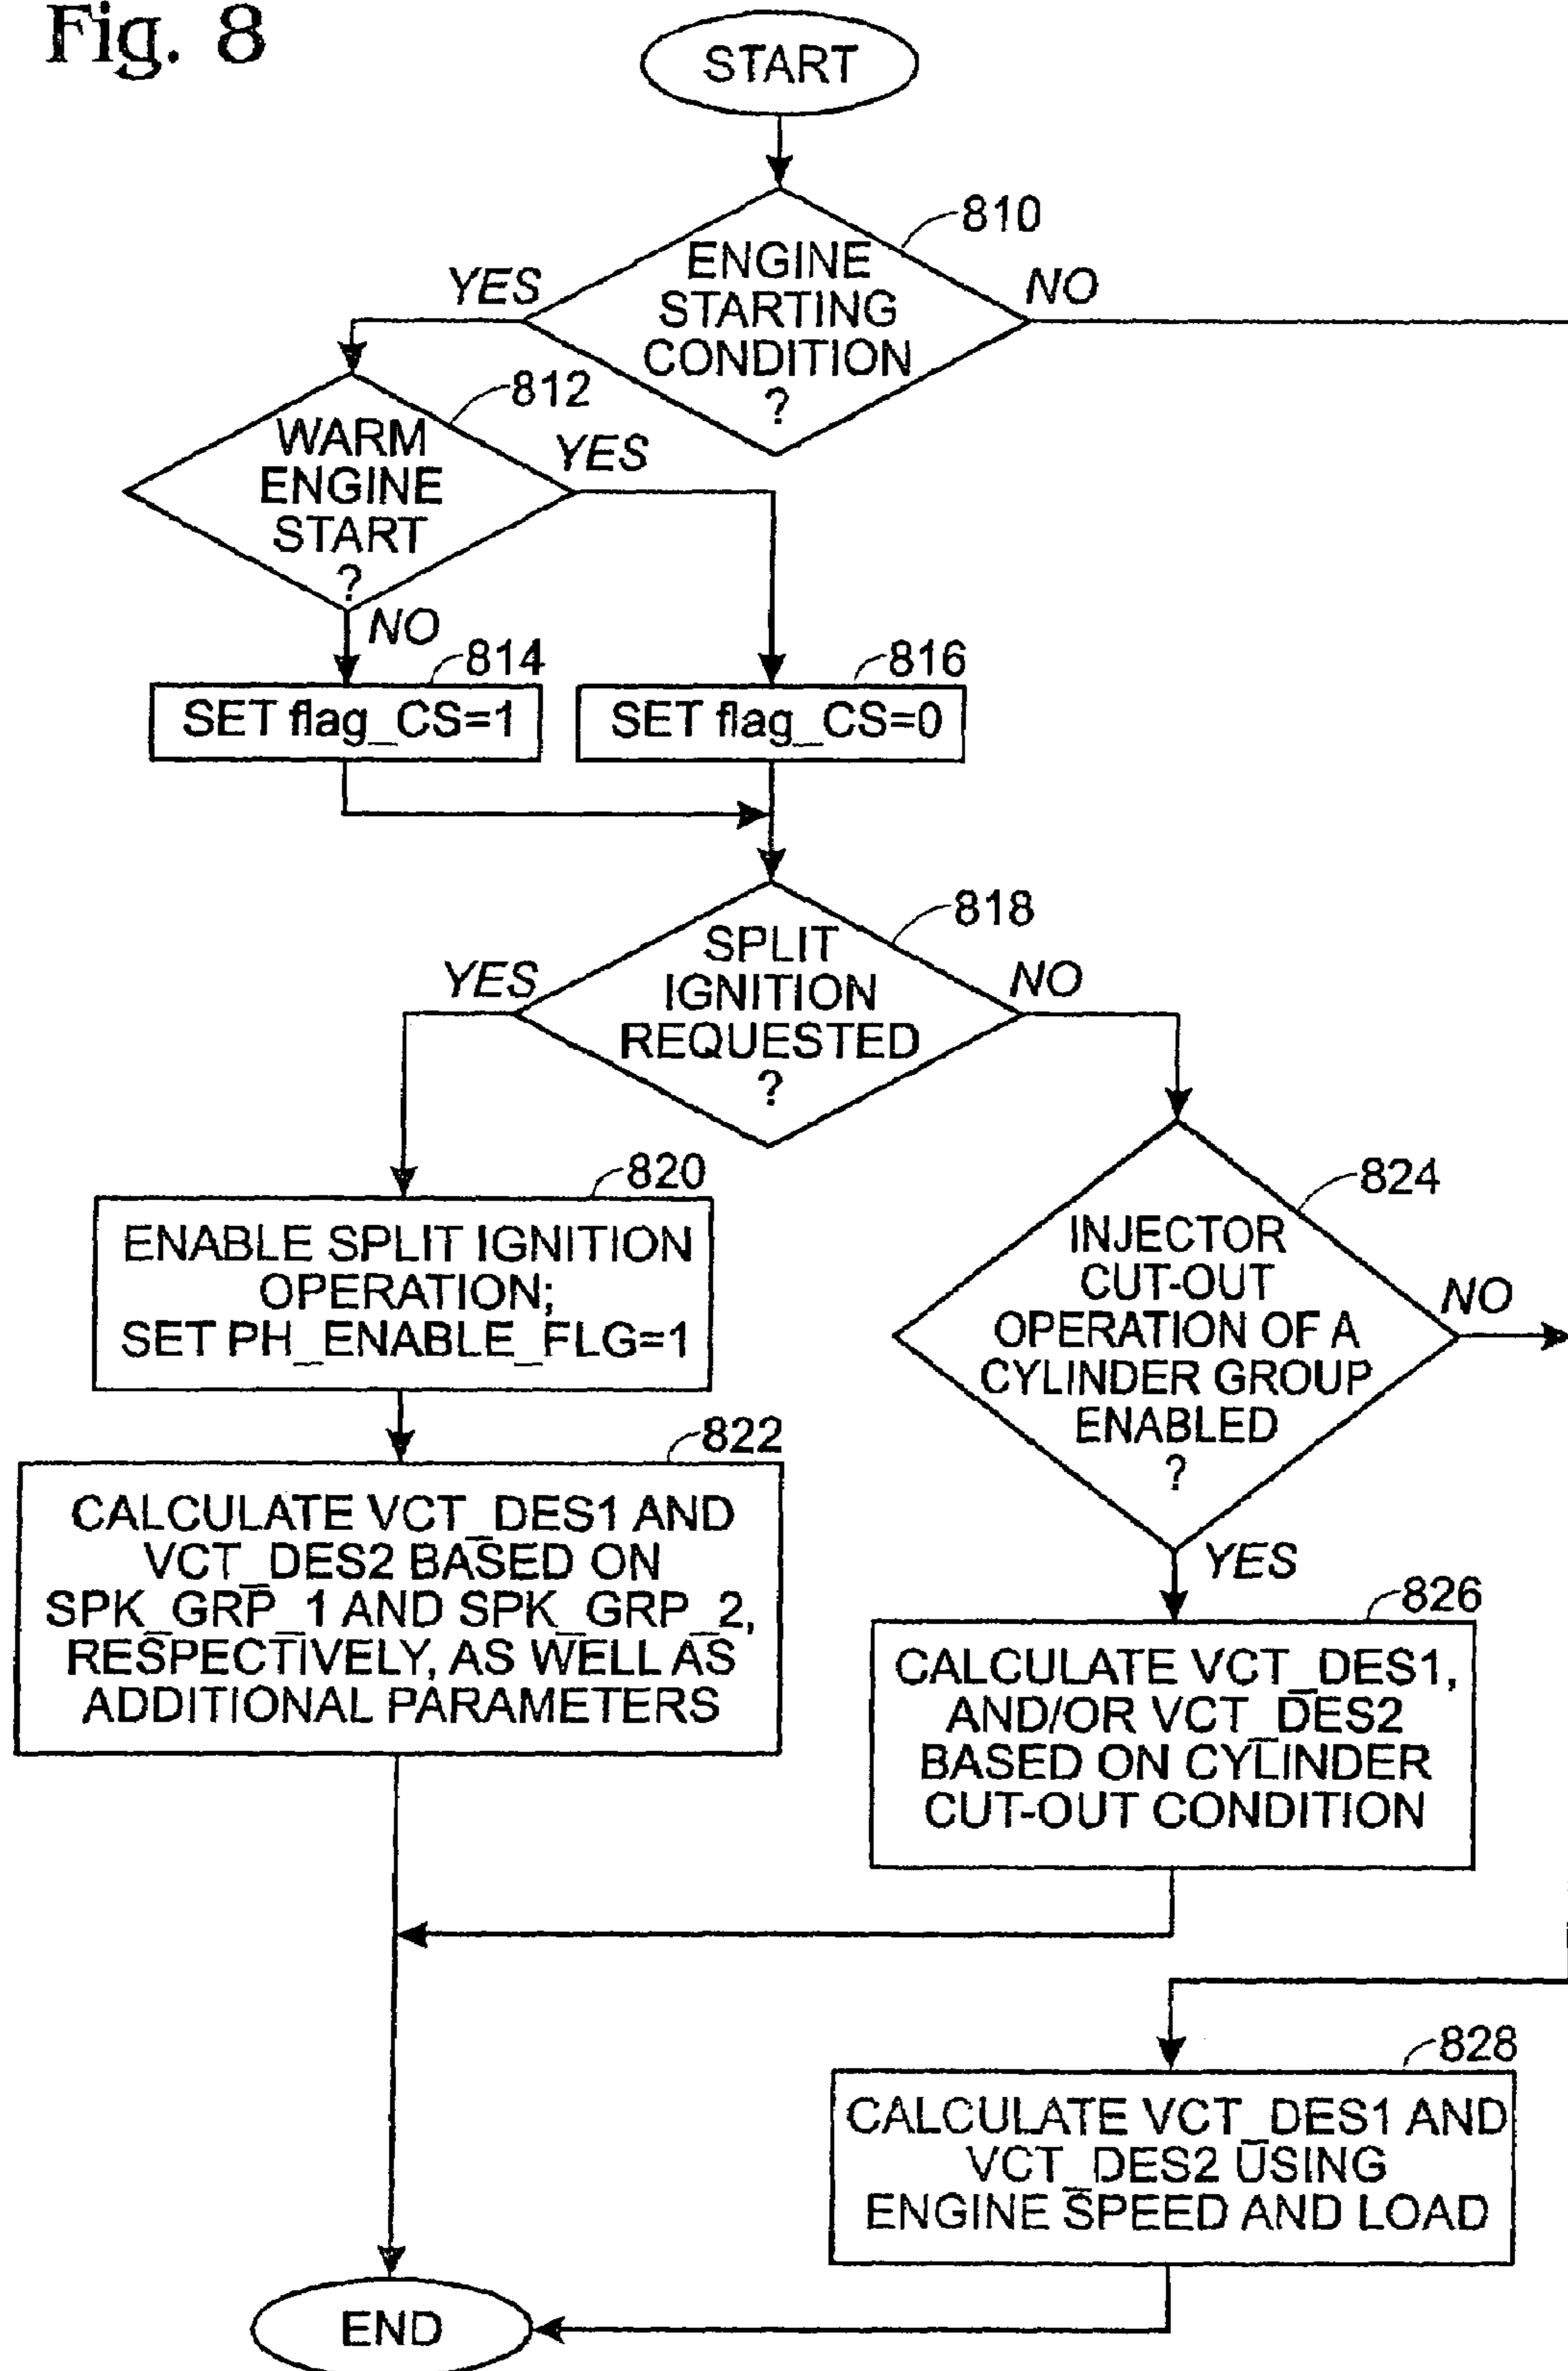 Fig. 8
START
810
ENGINE
STARTING
CONDITION
?
YES
NO
812
WARM
ENGINE
START
?
YES
NO
814
SET flag_CS=1
816
SET flag_CS=0
818
SPLIT
IGNITION
REQUESTED
?
YES
NO
820
ENABLE SPLIT IGNITION
OPERATION;
SET PH_ENABLE_FLG=1
824
INJECTOR
CUT-OUT
OPERATION OF A
CYLINDER GROUP
ENABLED
?
NO
YES
822
CALCULATE VCT_DES1 AND
VCT_DES2 BASED ON
SPK_GRP_1 AND SPK_GRP_2,
RESPECTIVELY, AS WELL AS
ADDITIONAL PARAMETERS
826
CALCULATE VCT_DES1,
AND/OR VCT_DES2
BASED ON CYLINDER
CUT-OUT CONDITION
828
CALCULATE VCT_DES1 AND
VCT_DES2 USING
ENGINE SPEED AND LOAD
END